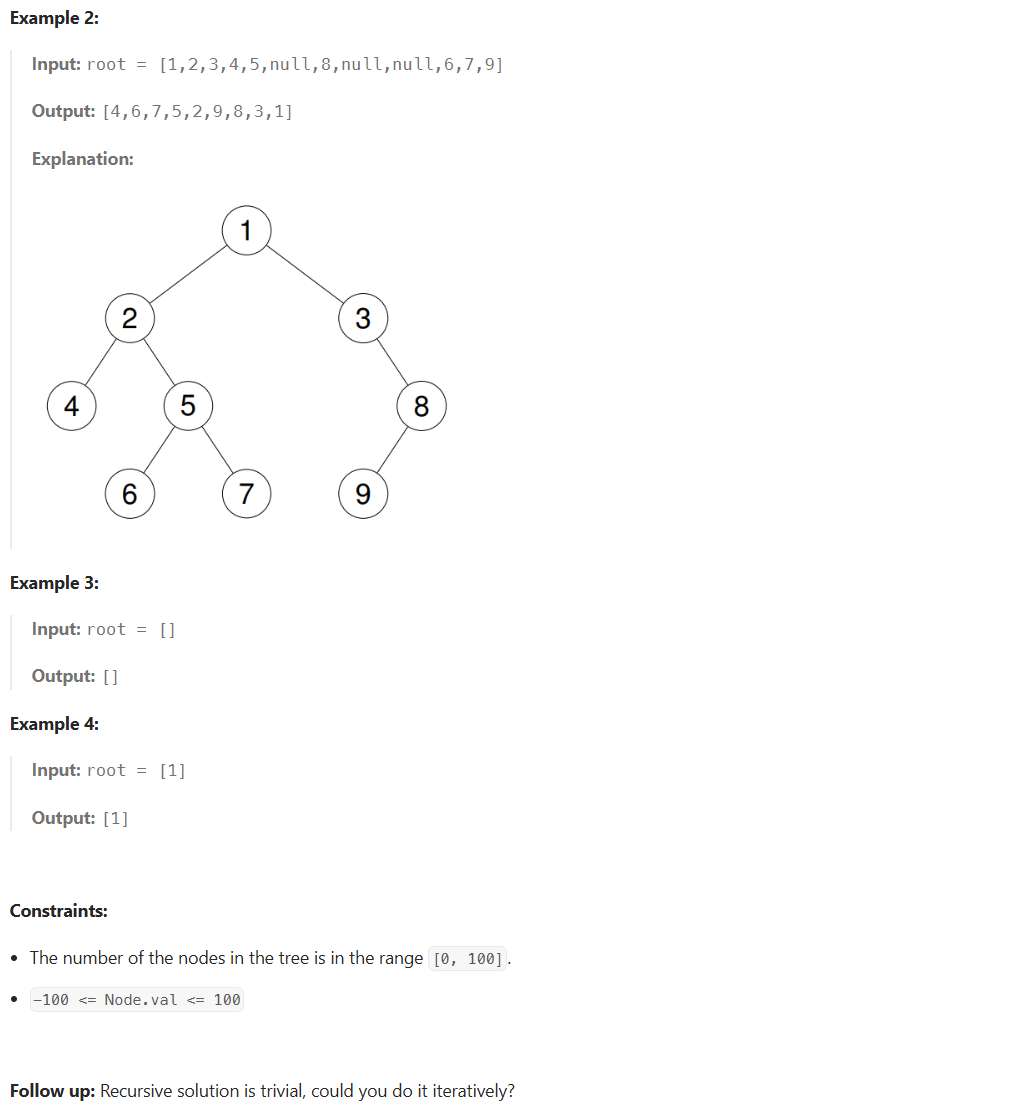 Example 2:
Input: root = [1,2,3,4,5,null,8,null,null,6,7,9]
Output: [4,6,7,5,2,9,8,3,1]
Explanation:
1
2 3
4 5 8
6 7 9
Example 3:
Input: root = []
Output: []
Example 4:
Input: root = [1]
Output: [1]
Constraints:
• The number of the nodes in the tree is in the range [0, 100].
• -100 <= Node.val <= 100
Follow up: Recursive solution is trivial, could you do it iteratively?